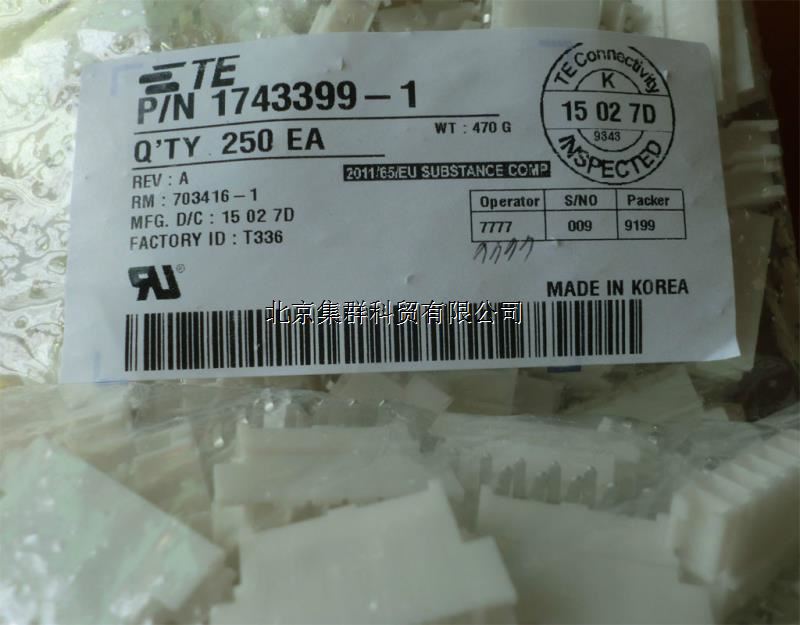 TE
P/N 1743399-1
Q'TY 250 EA
WT : 470 G
2011/65/EU SUBSTANCE COMP
REV : A
RM : 703416-1
MFG. D/C : 15 02 7D
FACTORY ID : T336
TE Connectivity
K
15 02 7D
9343
INSPECTED
Operator S/NO Packer
7777 009 9199
7777
MADE IN KOREA
北京集群科贸有限公司